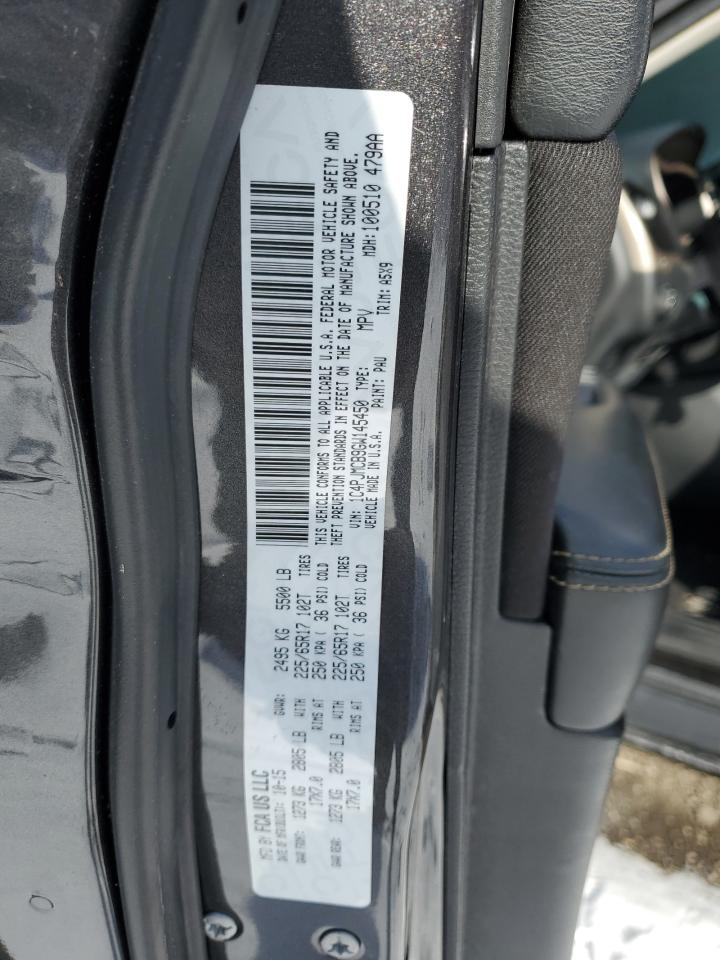 MFD BY FCA US LLC
DATE OF MFR: 10-15 GVWR: 2495 KG 5500 LB
GAWR FRONT: 1273 KG 2805 LB WITH 225/65R17 102T TIRES
17X7.0 RIMS AT 250 KPA ( 36 PSI) COLD
GAWR REAR: 1273 KG 2805 LB WITH 225/65R17 102T TIRES
17X7.0 RIMS AT 250 KPA ( 36 PSI) COLD
THIS VEHICLE CONFORMS TO ALL APPLICABLE U.S.A. FEDERAL MOTOR VEHICLE SAFETY AND
THEFT PREVENTION STANDARDS IN EFFECT ON THE DATE OF MANUFACTURE SHOWN ABOVE.
VIN: 1C4PJMCB9GW145450 TYPE: MPV MDH:100510 479AA
VEHICLE MADE IN U.S.A. PAINT: PAU TRIM: A5X9